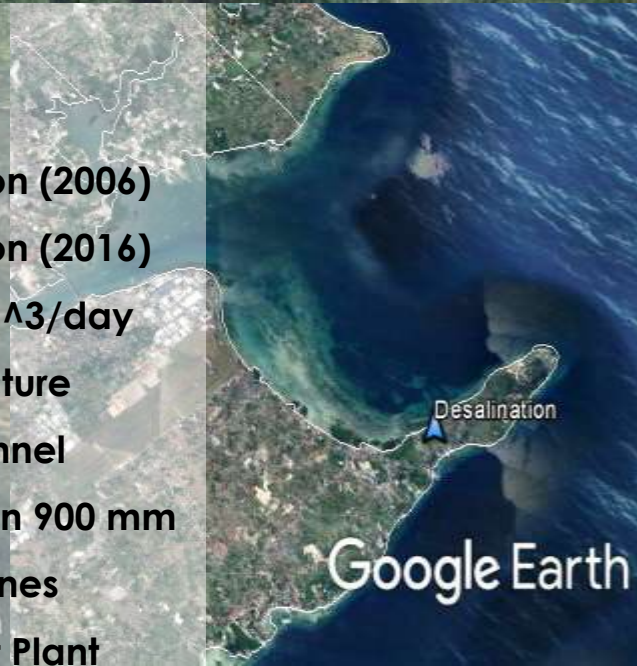 on (2006)
on (2016)
^3/day
ture
nnel
n 900 mm
nes
Plant
Desalination
Google Earth